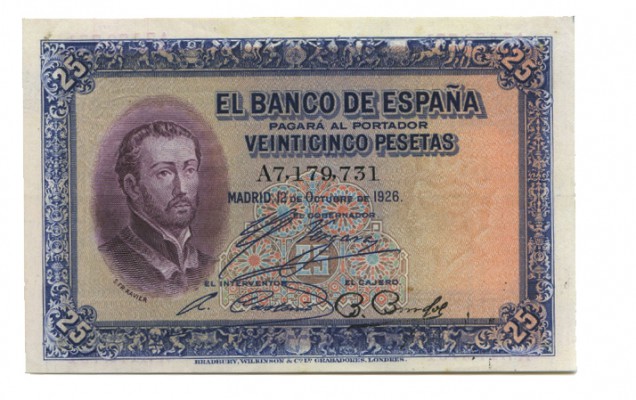 25 25
EL BANCO DE ESPAÑA
PAGARÁ AL PORTADOR
VEINTICINCO PESETAS
A7,179,731
MADRID, 12 DE OCTUBRE DE 1926.
EL GOBERNADOR
EL INTERVENTOR EL CAJERO.
25 25
BRADBURY, WILKINSON & Cº Lº GRABADORES, LONDRES.